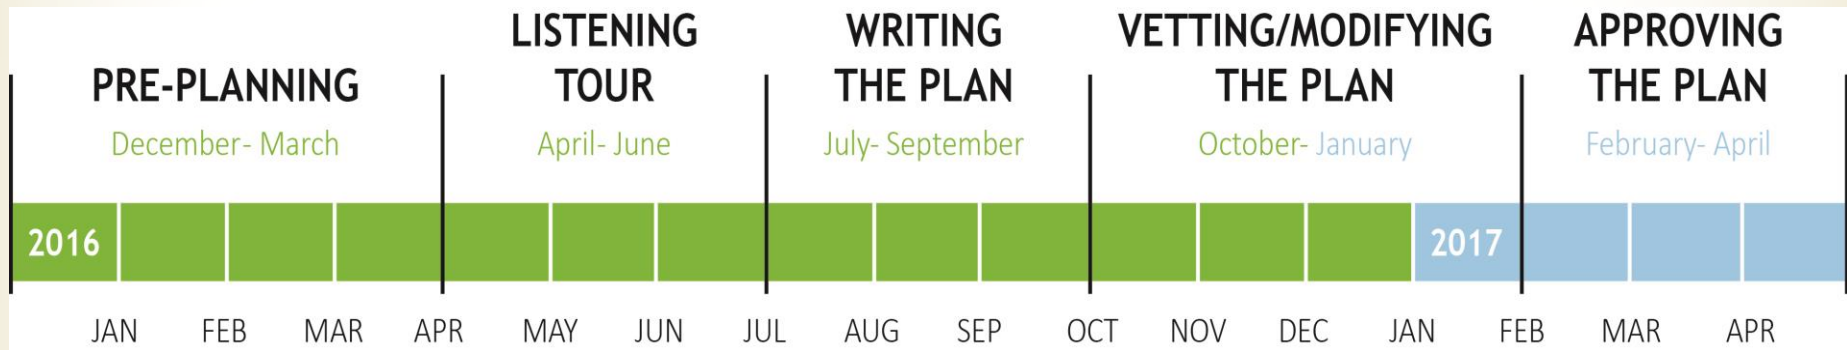 PRE-PLANNING
December- March
LISTENING
TOUR
April- June
WRITING
THE PLAN
July- September
VETTING/MODIFYING
THE PLAN
October- January
APPROVING
THE PLAN
February- April
2016 2017
JAN FEB MAR APR MAY JUN JUL AUG SEP OCT NOV DEC JAN FEB MAR APR